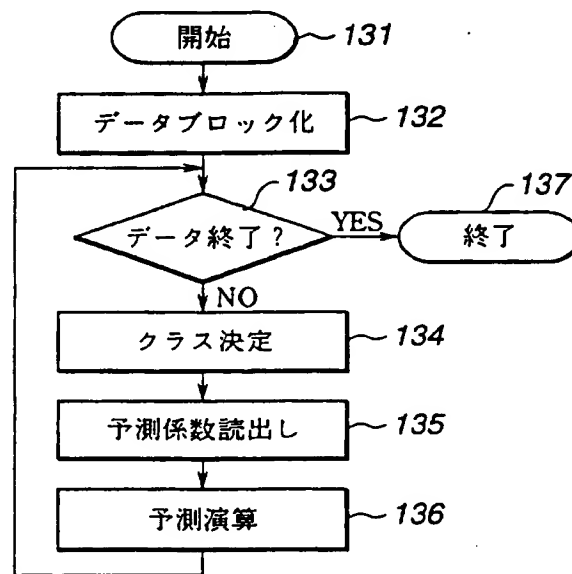 開始 131
データブロック化 132
133
137
データ終了? YES 終了
NO
クラス決定 134
予測係数読出し 135
予測演算 136